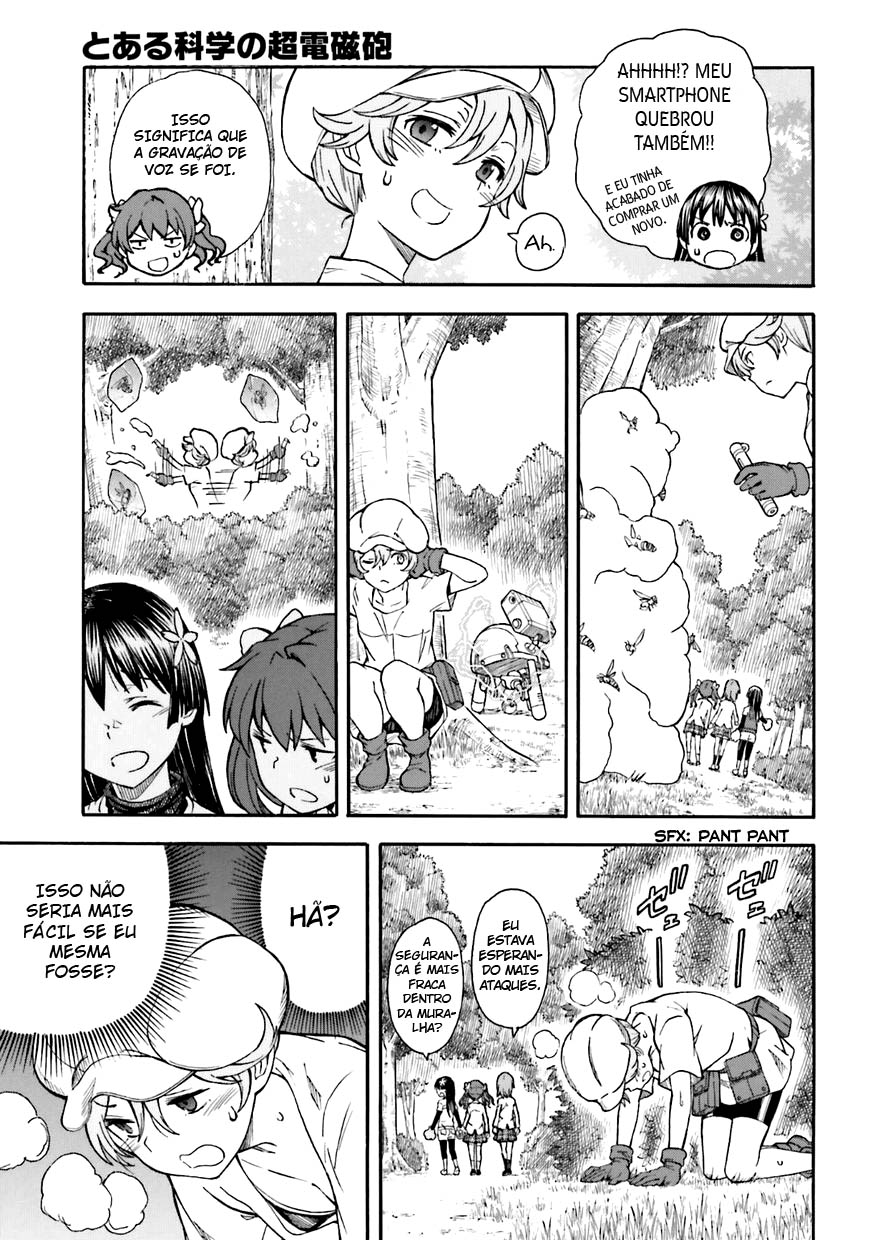 とある科学の超電磁砲
AHHHH!? MEU
SMARTPHONE
QUEBROU
TAMBÉM!!
E EU TINHA
ACABADO DE
COMPRAR UM
NOVO.
Ah.
ISSO
SIGNIFICA QUE
A GRAVAÇÃO DE
VOZ SE FOI.
SFX: PANT PANT
ゼェ
ゼェ
EU
ESTAVA
ESPERAN-
DO MAIS
ATAQUES.
A
SEGURAN-
ÇA É MAIS
FRACA
DENTRO
DA MURA-
LHA?
HÃ?
ISSO NÃO
SERIA MAIS
FÁCIL SE EU
MESMA
FOSSE?